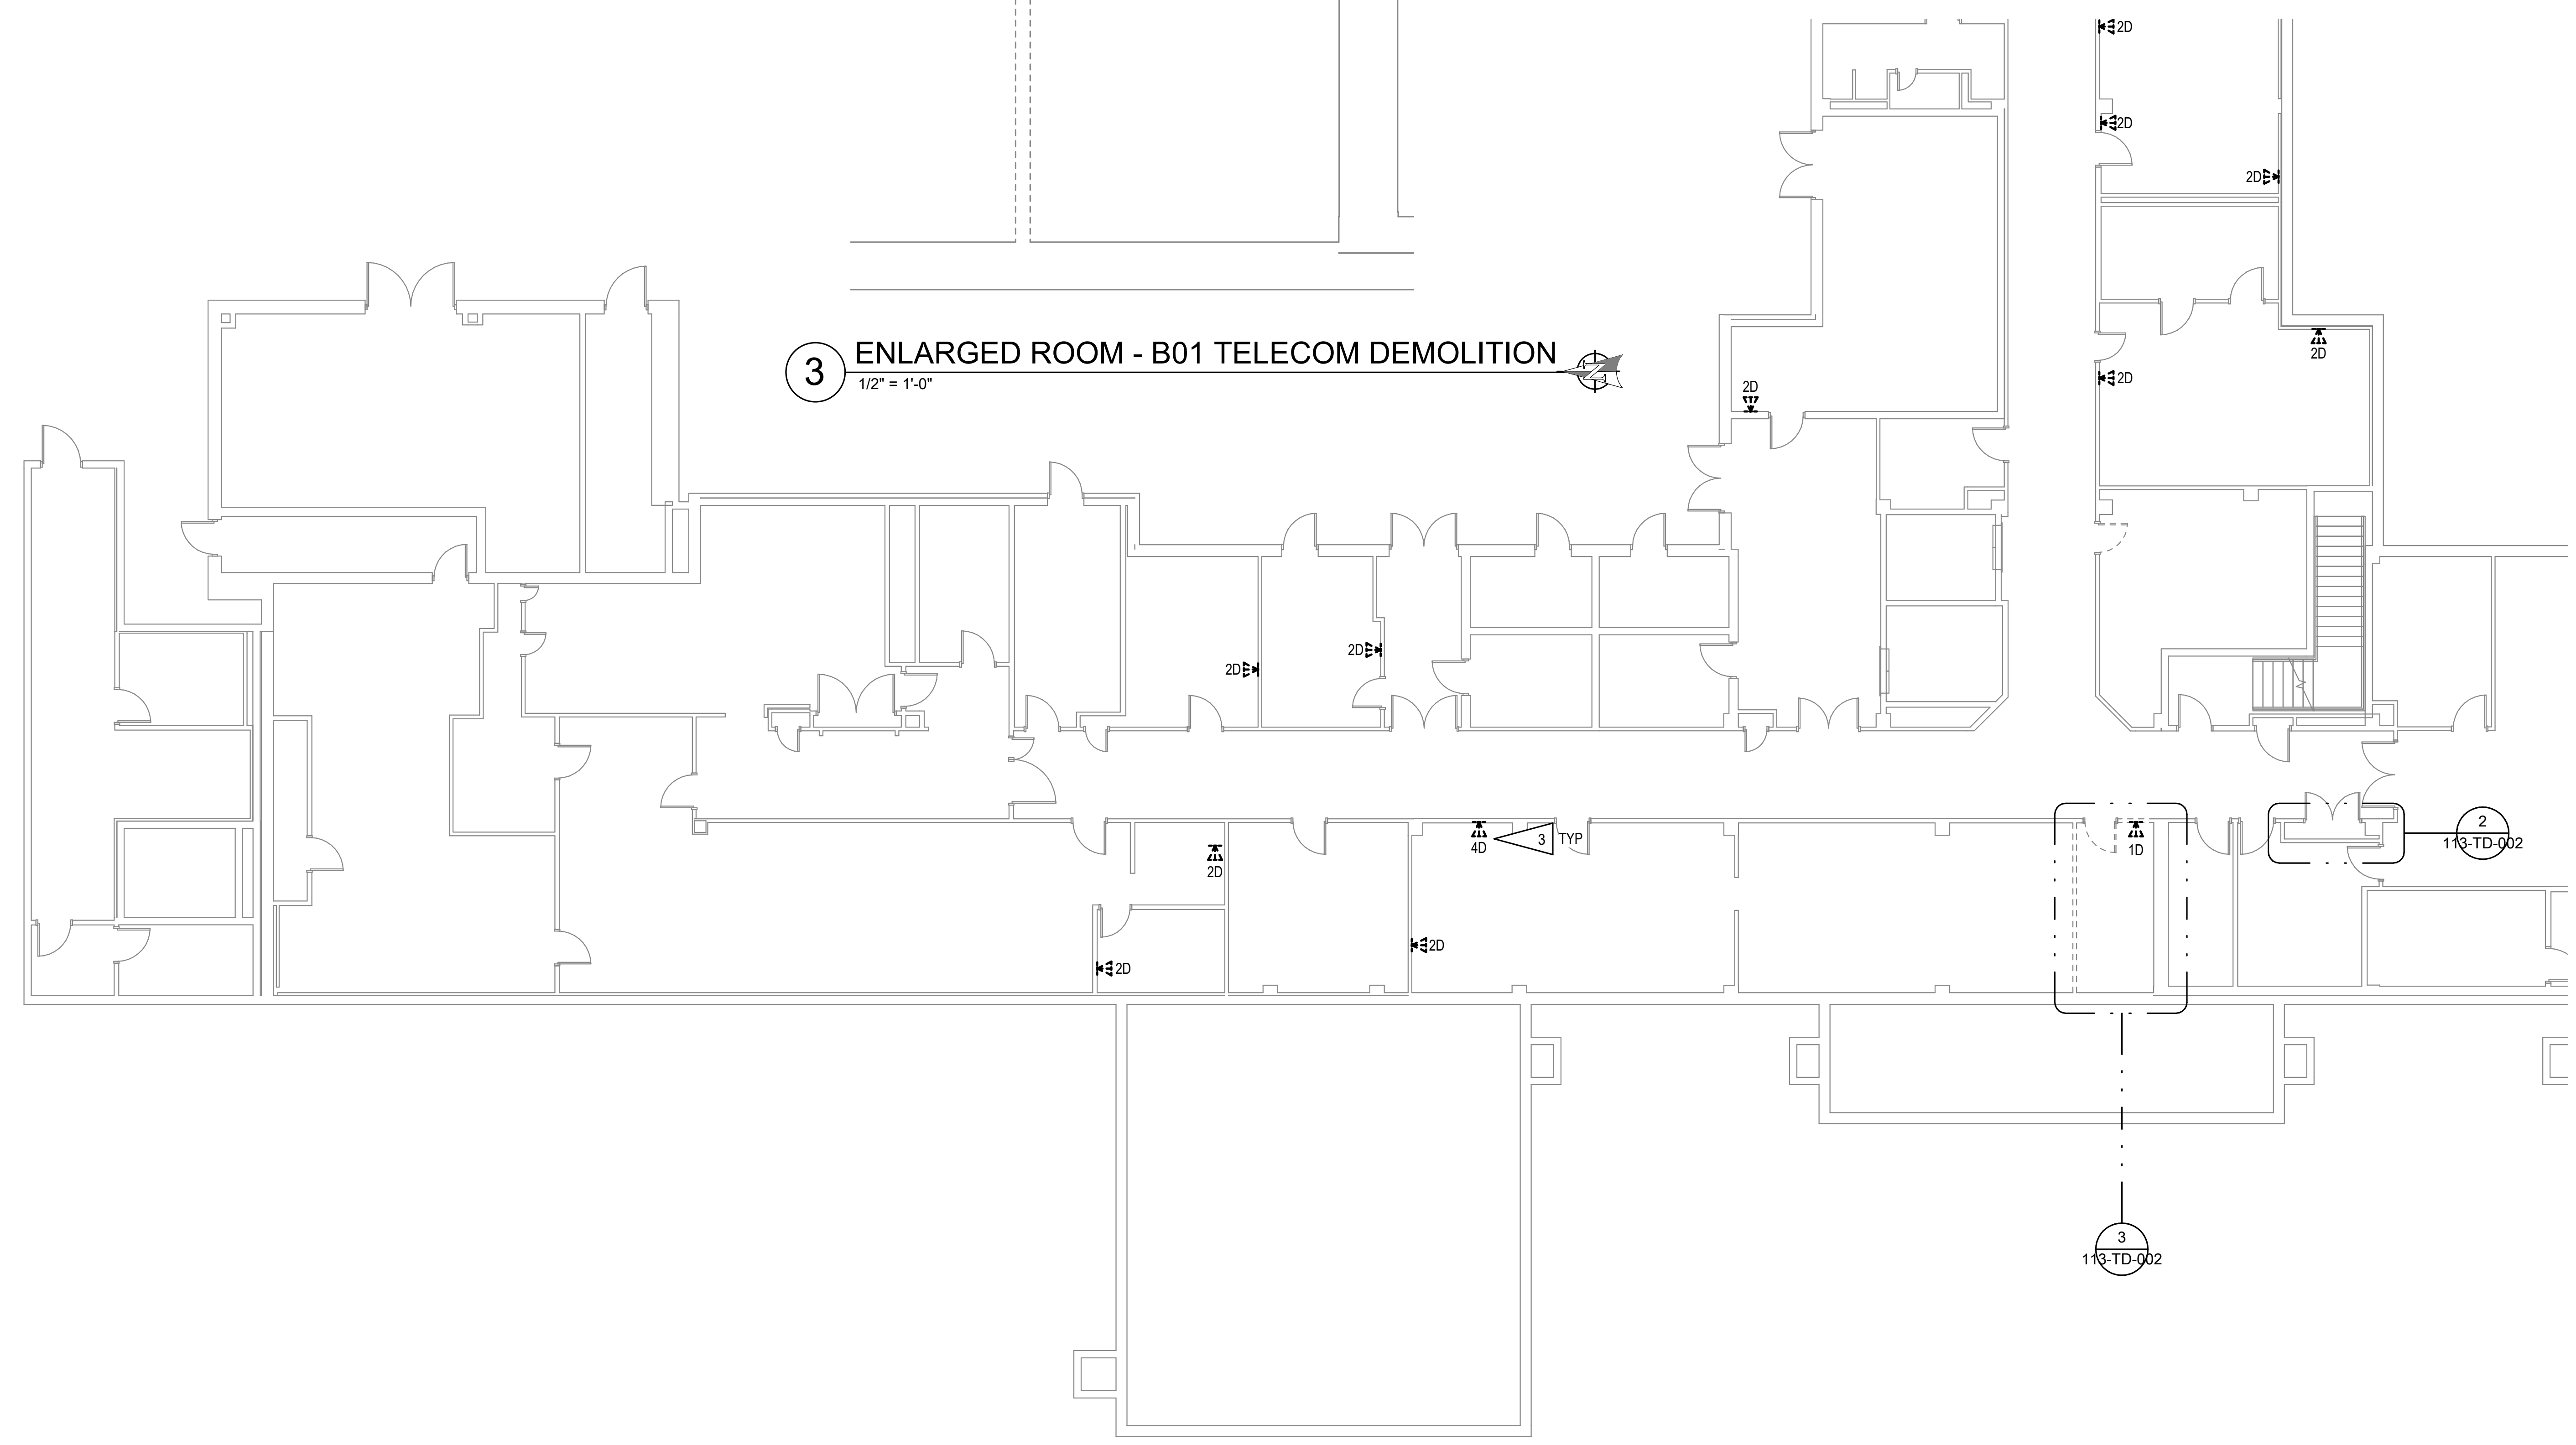 2D
2D
2D
3 ENLARGED ROOM - B01 TELECOM DEMOLITION
1/2" = 1'-0"
2D
2D
2D
2D
2D
4D
3 TYP
1D
2
113-TD-002
2D
2D
2D
3
113-TD-002